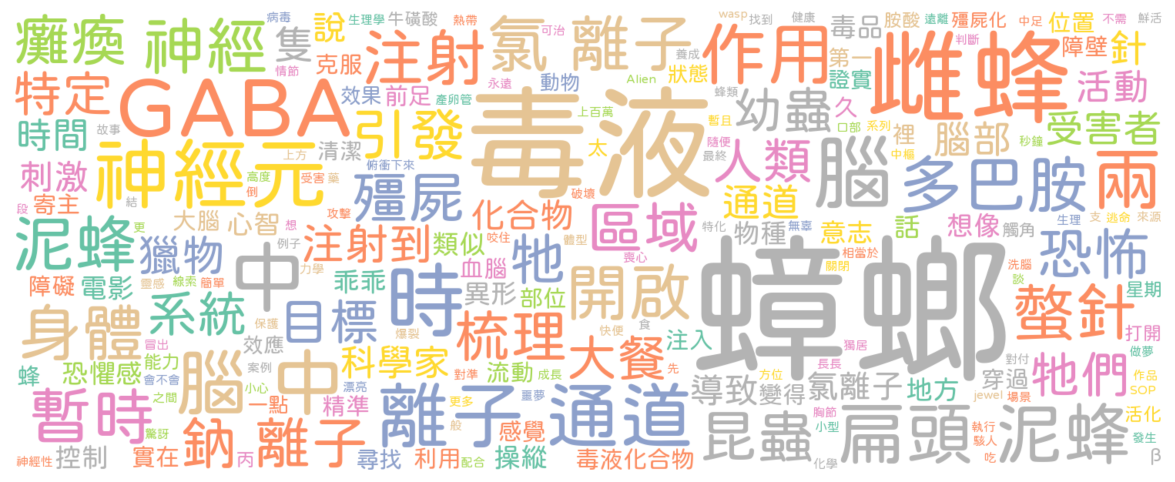 癱瘓 神經 病毒 生理學 牛磺酸 熱帶 wasp 找到 健康 胺酸 遠離 殭屍化 中足 不需 鮮活
隻 說 注射 氯 離子 可治 養成 作用 毒品 判斷 位置 障壁 針
情節 克服 永遠 Alien 狀態 第一 證實 雌蜂 活動
特定 GABA 效果 前足 產卵管 動物 上百萬 蜂類 幼蟲 久 口部 系列 裡 腦部 秒鐘 受害者
時間 故事 引發 毒液 暫且 隨便 中樞
上方 清潔 俯衝下來 太 最終 人類 腦 多巴胺 兩
刺激 神經元 高度 倒 受害 藥 殭屍 破壞 通道
寄主 段 結 大腦 心智 想 攻擊 化合物 區域 特化 物種 無辜 意志 話 想像 觸角 生理 支 逃命 來源
泥蜂 更 獵物 例子 注射到 類似 咬住 體型 牠 喪心 相當於 恐怖
障礙 電影 線索 簡單 靈感 中 力學 乖乖 血腦 異形 部位 開啟 蟑螂 關閉 洗腦 談 星期
系統 目標 時 螫針 打開
身體 冒出 保護 效應 爆裂 梳理 快便 食 注入 做夢
蜂 恐懼感 能力 會不會 案例 腦中 科學家 流動 成長 大餐 先 獨居 長長 方位 對付 穿過 牠們
之間 小心 漂亮 對準 導致 變得 氯離子 地方 jewel 場景 作品 SOP
暫時 一點 精準 更多 噩夢 離子通道 胸節 昆蟲 扁頭 泥蜂 活化
驚訝 鈉 離子 般 感覺 小型 執行 駭人 發生
神經性 控制 實在 丙 尋找 利用 配合 操縱 毒液化合物 化學 吃 β